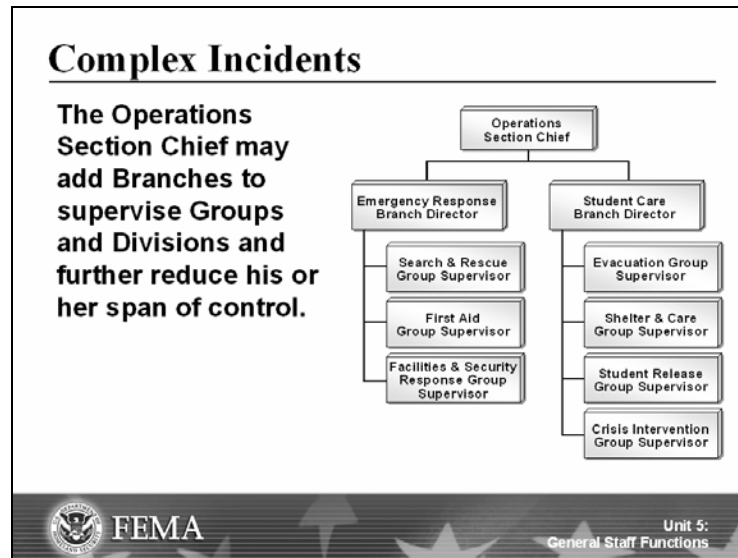 Complex Incidents
The Operations
Section Chief may
add Branches to
supervise Groups
and Divisions and
further reduce his or
her span of control.
Operations
Section Chief
Emergency Response
Branch Director
Search & Rescue
Group Supervisor
First Aid
Group Supervisor
Facilities & Security
Response Group
Supervisor
Student Care
Branch Director
Evacuation Group
Supervisor
Shelter & Care
Group Supervisor
Student Release
Group Supervisor
Crisis Intervention
Group Supervisor
FEMA
Unit 5:
General Staff Functions